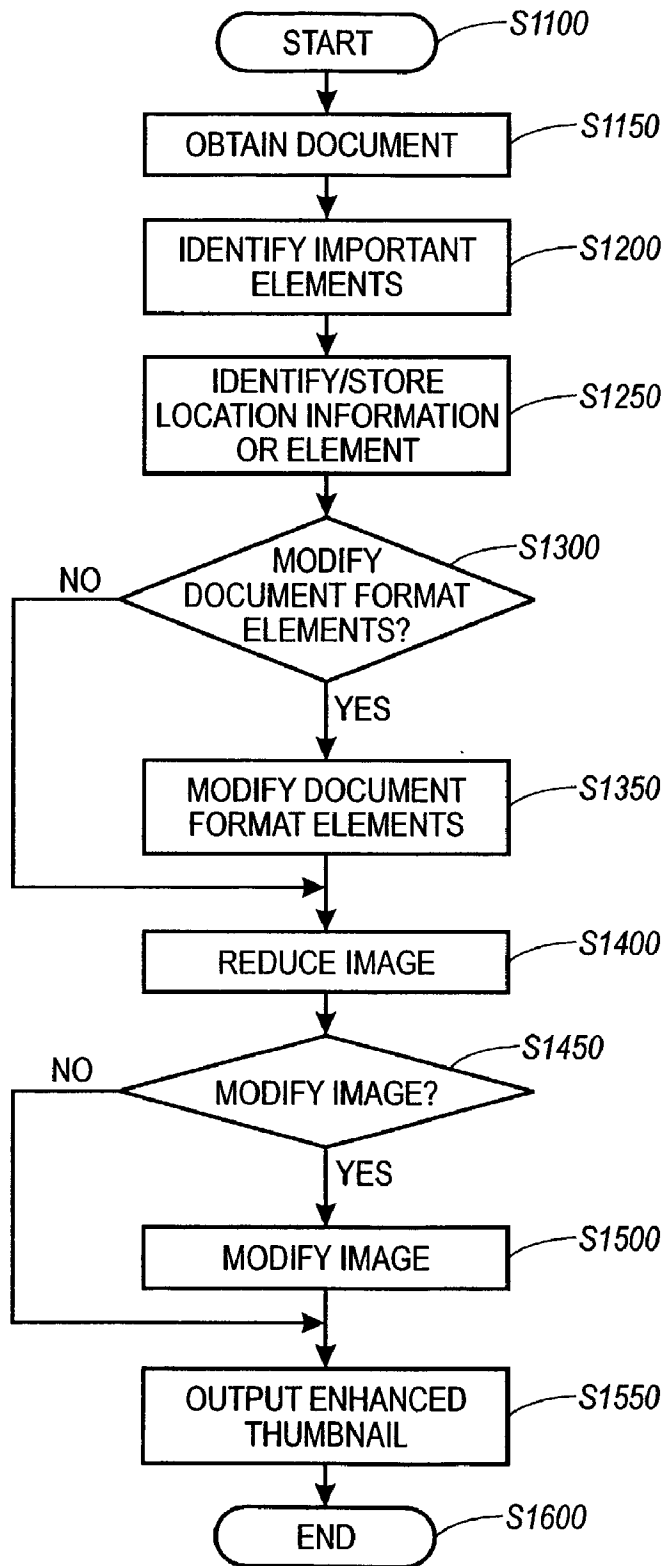 START
S1100
OBTAIN DOCUMENT
S1150
IDENTIFY IMPORTANT
ELEMENTS
S1200
IDENTIFY/STORE
LOCATION INFORMATION
OR ELEMENT
S1250
MODIFY
DOCUMENT FORMAT
ELEMENTS?
S1300
NO
YES
MODIFY DOCUMENT
FORMAT ELEMENTS
S1350
REDUCE IMAGE
S1400
MODIFY IMAGE?
S1450
NO
YES
MODIFY IMAGE
S1500
OUTPUT ENHANCED
THUMBNAIL
S1550
END
S1600